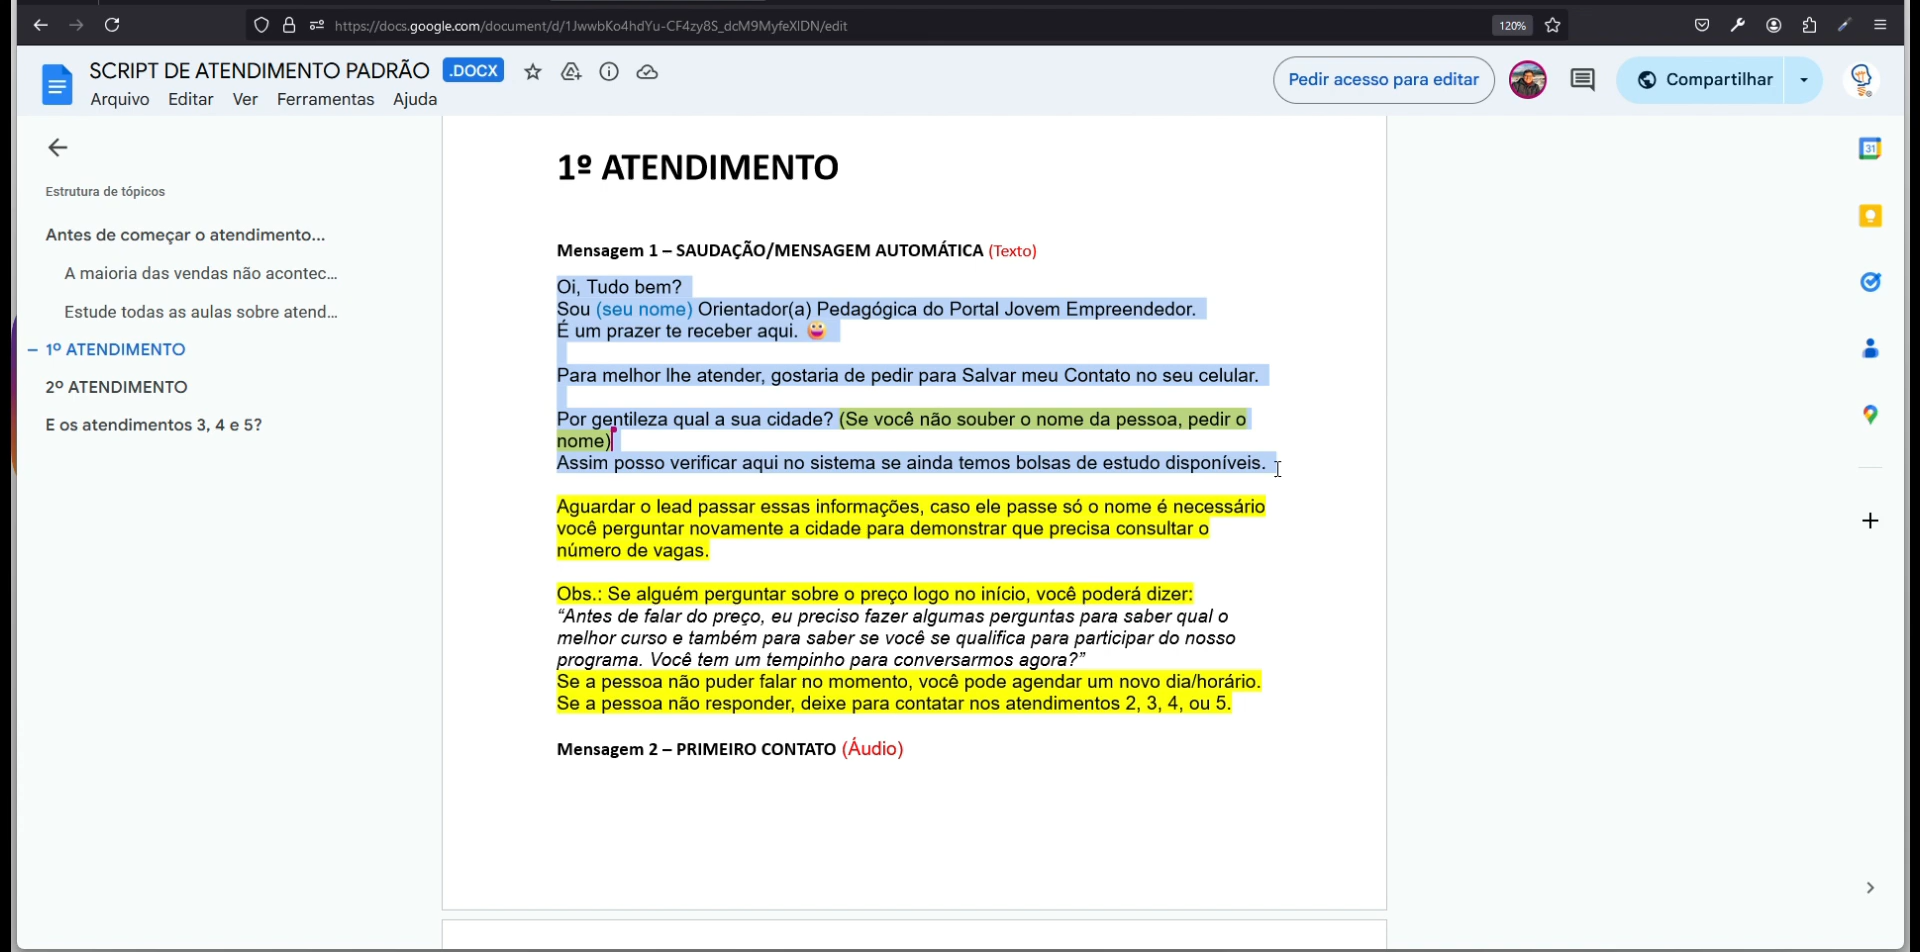 https://docs.google.com/document/d/1JwwbKo4hdYu-CF4zy8S_dcM9MyfeXlDN/edit
120%
SCRIPT DE ATENDIMENTO PADRÃO .DOCX
Arquivo Editar Ver Ferramentas Ajuda
Pedir acesso para editar
Compartilhar
Estrutura de tópicos
Antes de começar o atendimento...
A maioria das vendas não acontec...
Estude todas as aulas sobre atend...
1º ATENDIMENTO
2º ATENDIMENTO
E os atendimentos 3, 4 e 5?
1º ATENDIMENTO
Mensagem 1 – SAUDAÇÃO/MENSAGEM AUTOMÁTICA (Texto)
Oi, Tudo bem?
Sou (seu nome) Orientador(a) Pedagógica do Portal Jovem Empreendedor.
É um prazer te receber aqui. 😀
Para melhor lhe atender, gostaria de pedir para Salvar meu Contato no seu celular.
Por gentileza qual a sua cidade? (Se você não souber o nome da pessoa, pedir o
nome)
Assim posso verificar aqui no sistema se ainda temos bolsas de estudo disponíveis.
Aguardar o lead passar essas informações, caso ele passe só o nome é necessário
você perguntar novamente a cidade para demonstrar que precisa consultar o
número de vagas.
Obs.: Se alguém perguntar sobre o preço logo no início, você poderá dizer:
“Antes de falar do preço, eu preciso fazer algumas perguntas para saber qual o
melhor curso e também para saber se você se qualifica para participar do nosso
programa. Você tem um tempinho para conversarmos agora?”
Se a pessoa não puder falar no momento, você pode agendar um novo dia/horário.
Se a pessoa não responder, deixe para contatar nos atendimentos 2, 3, 4, ou 5.
Mensagem 2 – PRIMEIRO CONTATO (Áudio)
31